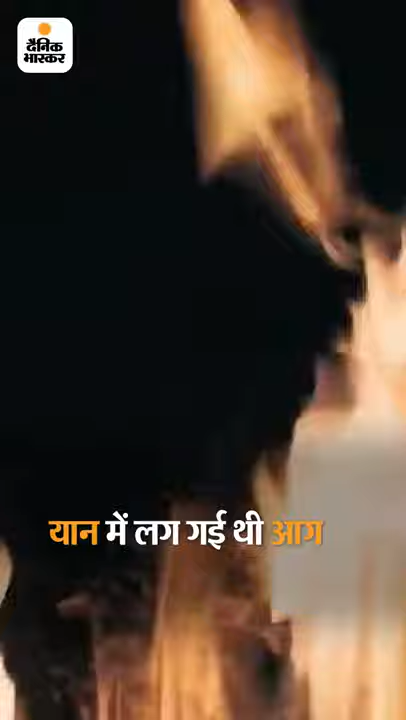 दैनिक
भास्कर
यान में लग गई थी आग